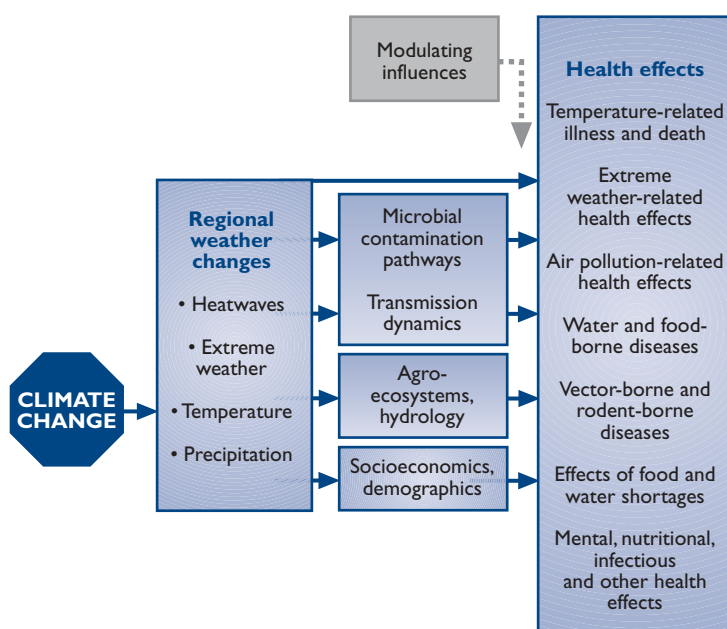 Modulating
influences
CLIMATE
CHANGE
Regional
weather
changes
• Heatwaves
• Extreme
weather
• Temperature
• Precipitation
Microbial
contamination
pathways
Transmission
dynamics
Agro-
ecosystems,
hydrology
Socioeconomics,
demographics
Health effects
Temperature-related
illness and death
Extreme
weather-related
health effects
Air pollution-related
health effects
Water and food-
borne diseases
Vector-borne and
rodent-borne
diseases
Effects of food and
water shortages
Mental, nutritional,
infectious
and other health
effects